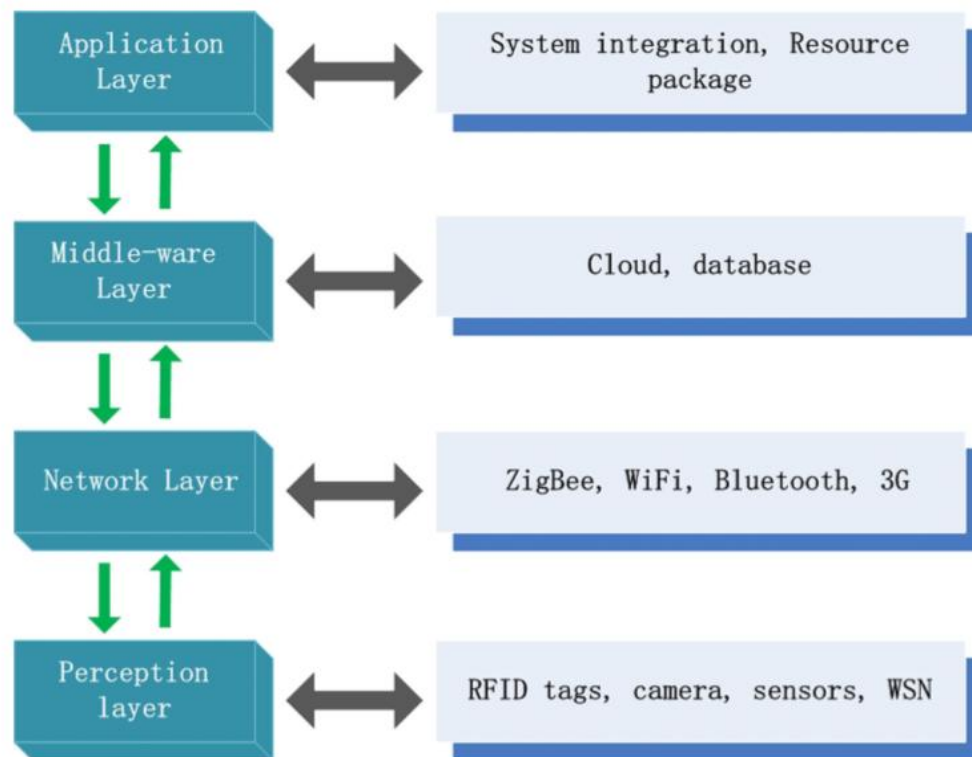 Application
Layer
System integration, Resource
package
Middle-ware
Layer
Cloud, database
Network Layer
ZigBee, WiFi, Bluetooth, 3G
Perception
layer
RFID tags, camera, sensors, WSN